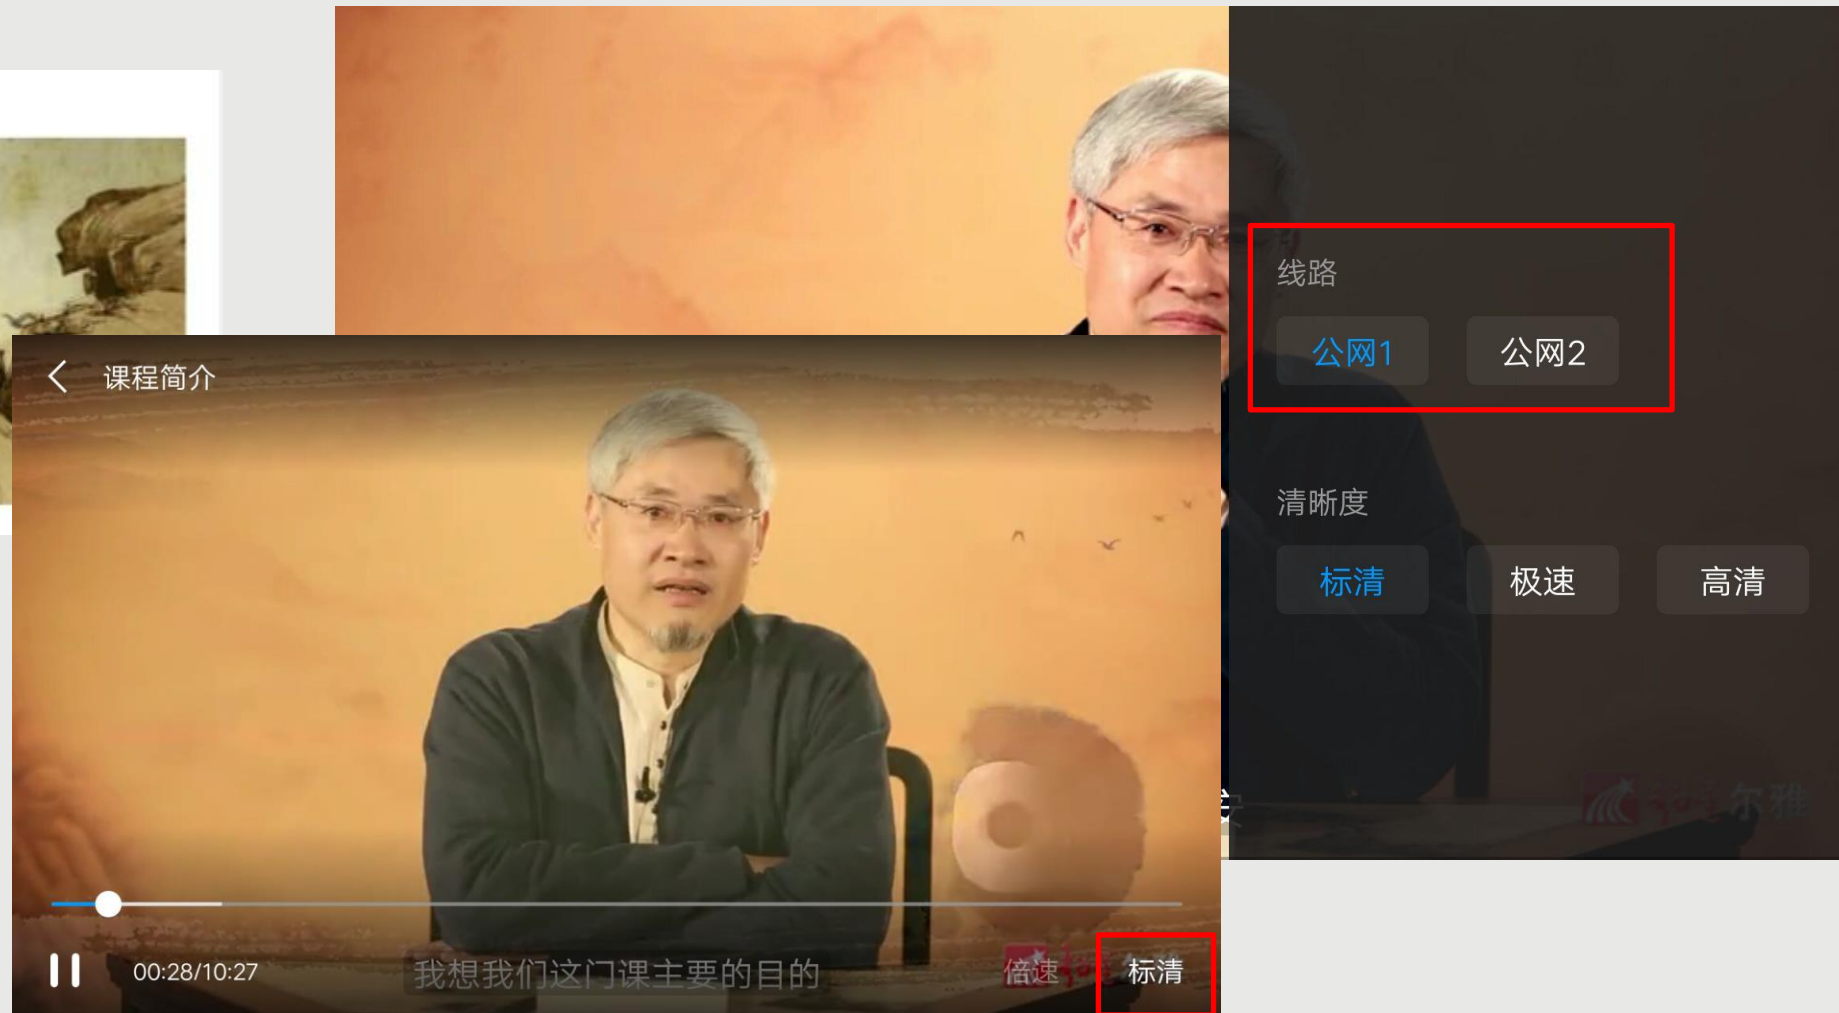 线路
公网1 公网2
清晰度
标清 极速 高清
尔雅
课程简介
00:28/10:27
我想我们这门课主要的目的
倍速 标清